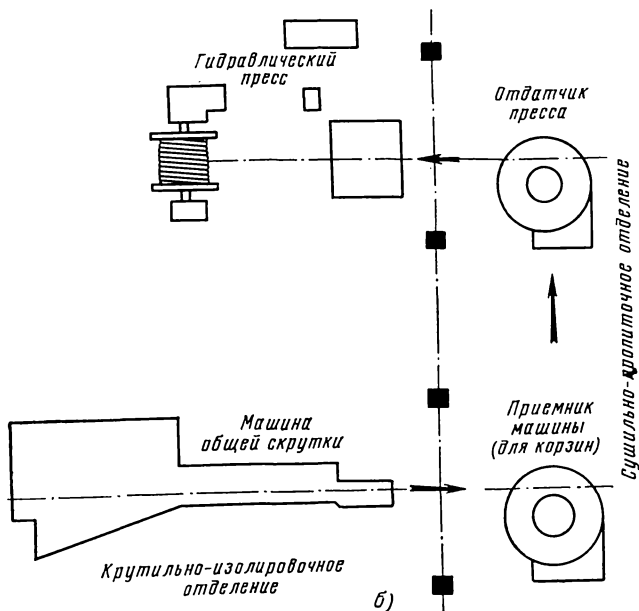 Гидравлический
пресс
Отдатчик
пресса
Сушильно-пропиточное отделение
Машина
общей скрутки
Приемник
машины
(для корзин)
Крутильно-изолировочное
отделение
б)